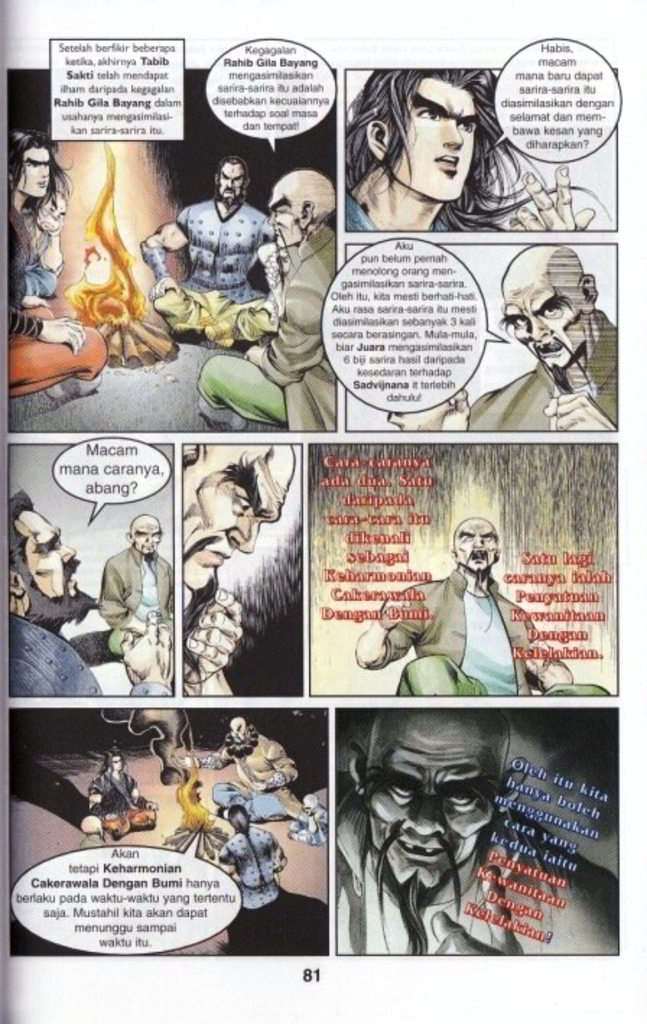 Setelah berfikir beberapa
ketika, akhirnya Tabib
Sakti telah mendapat
ilham daripada kegagalan
Rahib Gila Bayang dalam
usahanya mengasimilasi-
kan sarira-sarira itu.
Kegagalan
Rahib Gila Bayang
mengasimilasikan
sarira-sarira itu adalah
disebabkan kecuaiannya
terhadap soal masa
dan tempat!
Habis,
macam
mana baru dapat
sarira-sarira itu
diasimilasikan dengan
selamat dan mem-
bawa kesan yang
diharapkan?
Aku
pun belum pernah
menolong orang men-
gasimilasikan sarira-sarira.
Oleh itu, kita mesti berhati-hati.
Aku rasa sarira-sarira itu mesti
diasimilasikan sebanyak 3 kali
secara berasingan. Mula-mula,
biar Juara mengasimilasikan
6 biji sarira hasil daripada
kesedaran terhadap
Sadvijnana it terlebih
dahulu!
Macam
mana caranya,
abang?
Cara-caranya
ada dua. Satu
daripada
cara-cara itu
dikenali
sebagai
Keharmonian
Cakerawala
Dengan Bumi.
Satu lagi
caranya ialah
Penyatuan
Kewanitaan
Dengan
Kelelakian.
Akan
tetapi Keharmonian
Cakerawala Dengan Bumi hanya
berlaku pada waktu-waktu yang tertentu
saja. Mustahil kita akan dapat
menunggu sampai
waktu itu.
Oleh itu kita
hanya boleh
menggunakan
cara yang
kedua iaitu
Penyatuan
Kewanitaan
Dengan
Kelelakian!
81